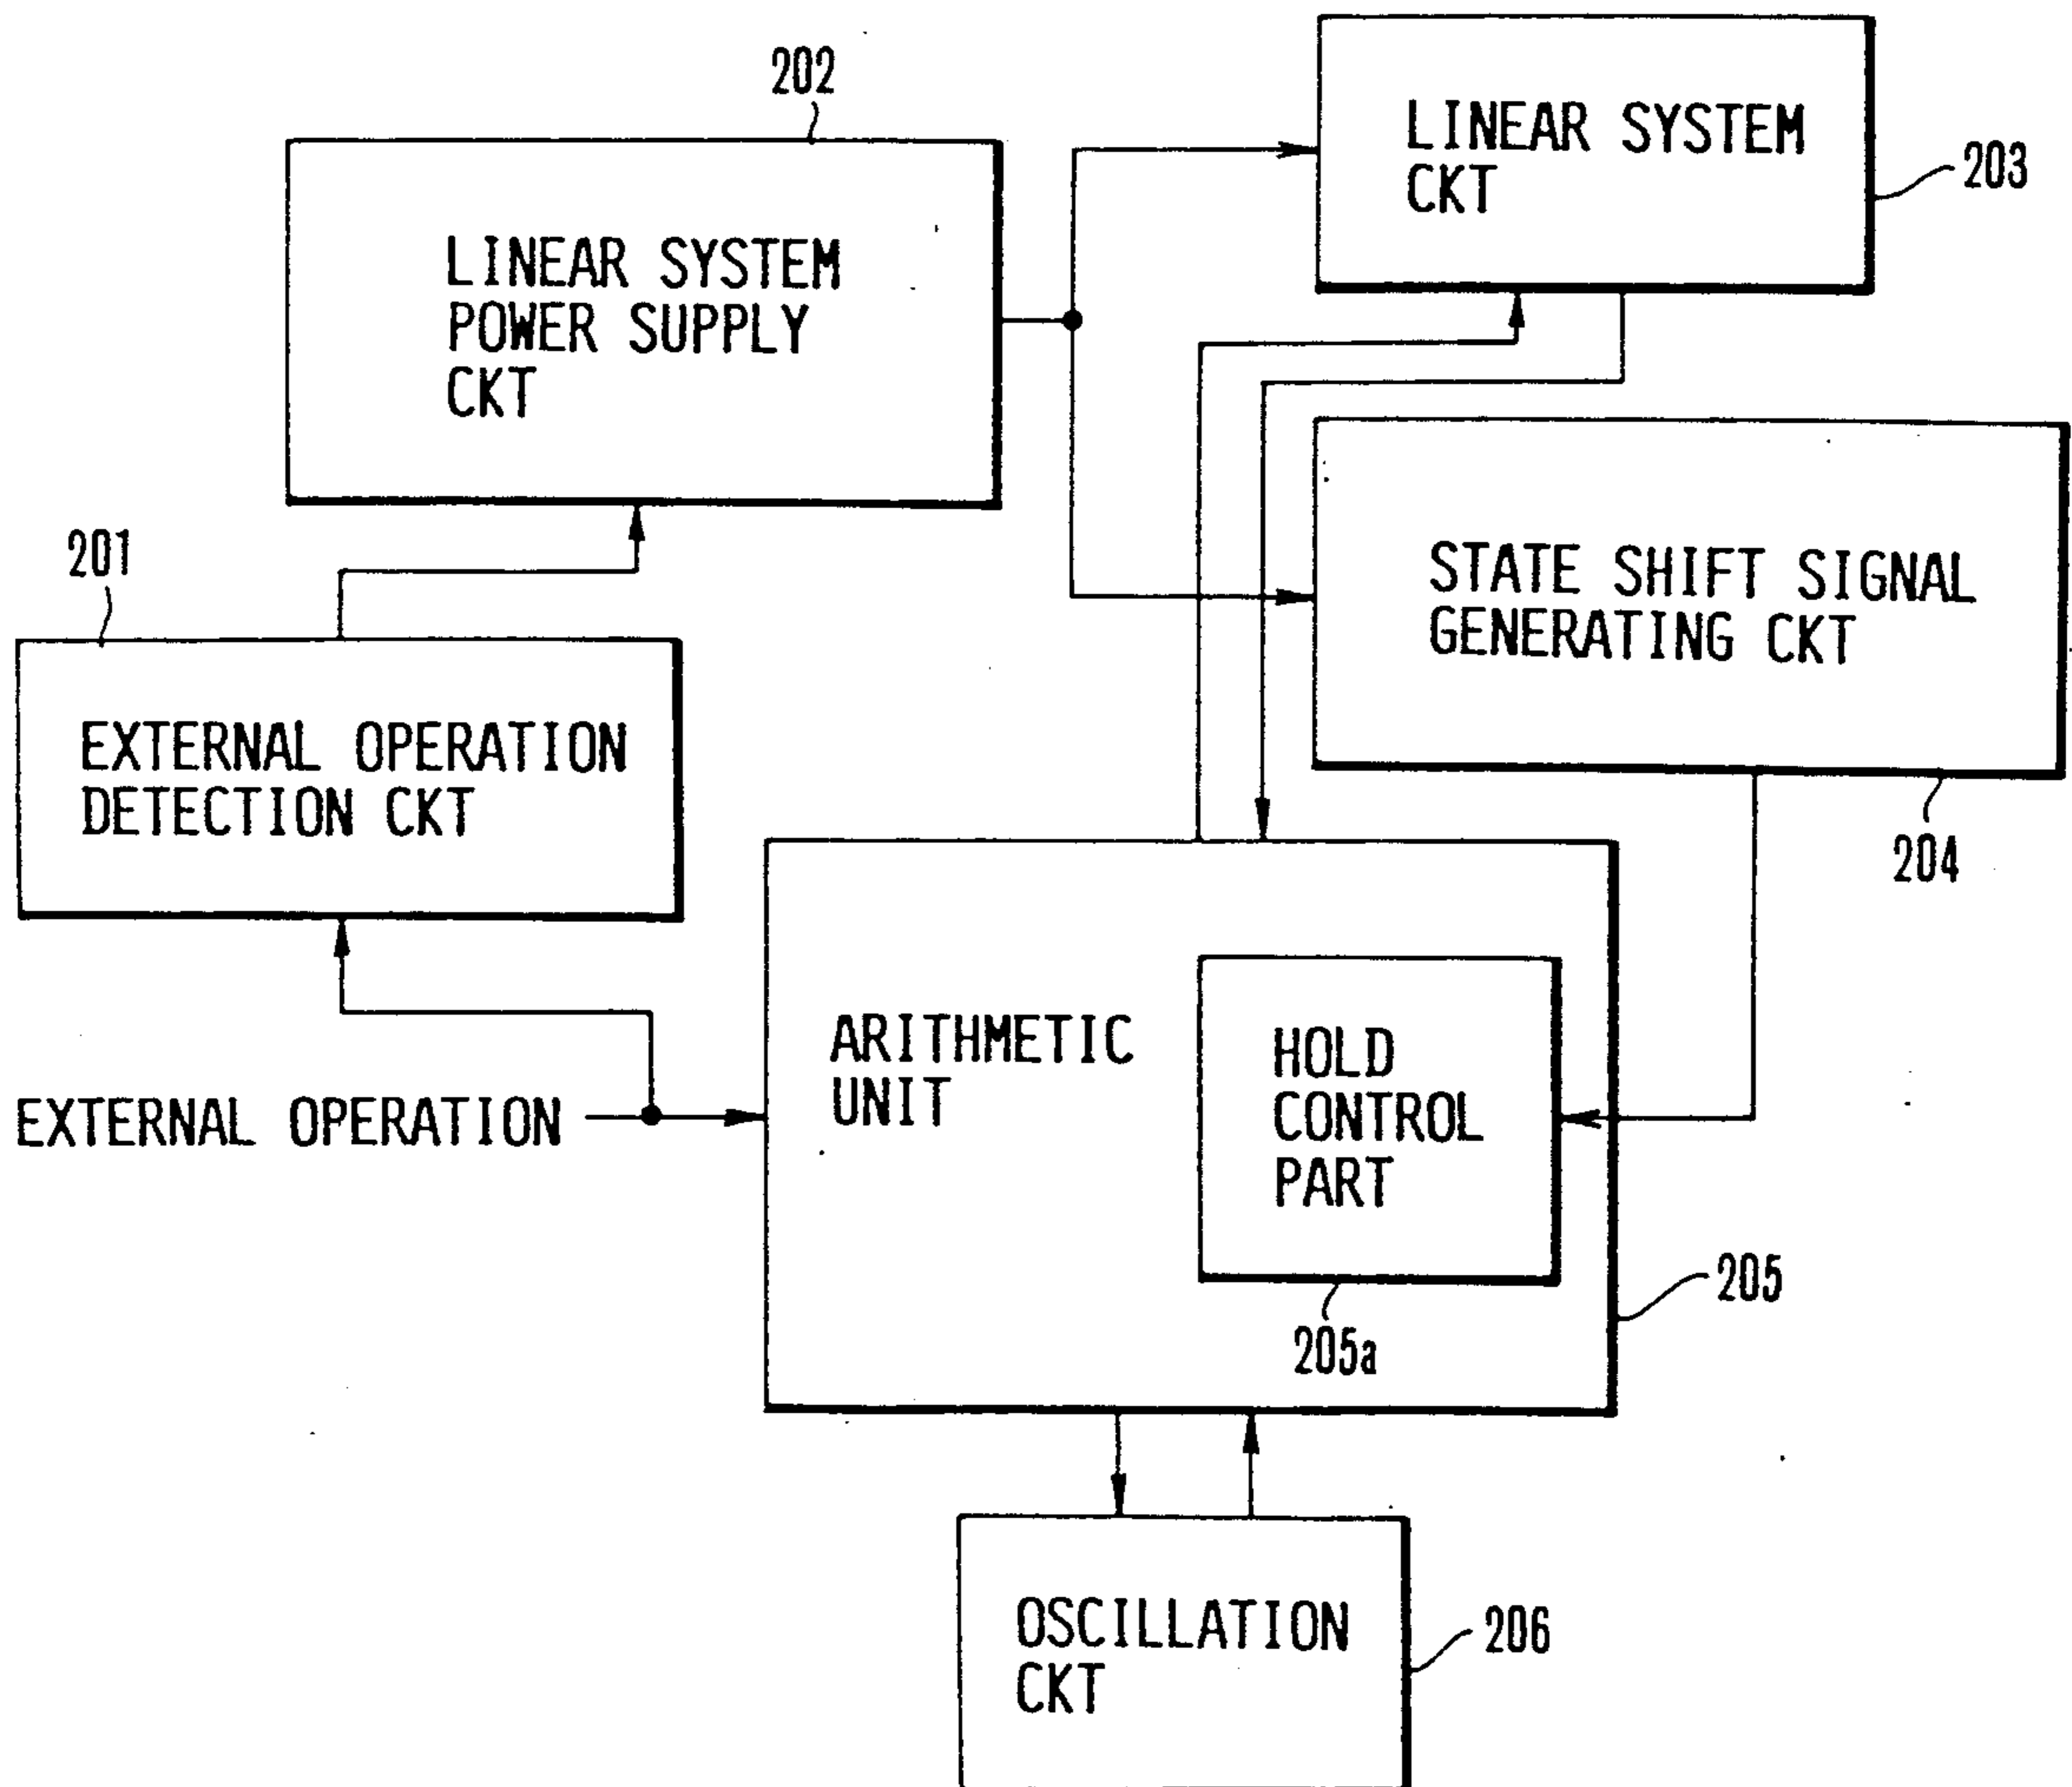 202
LINEAR SYSTEM
CKT
203
LINEAR SYSTEM
POWER SUPPLY
CKT
201
STATE SHIFT SIGNAL
GENERATING CKT
204
EXTERNAL OPERATION
DETECTION CKT
EXTERNAL OPERATION
ARITHMETIC
UNIT
HOLD
CONTROL
PART
205a
205
OSCILLATION
CKT
206